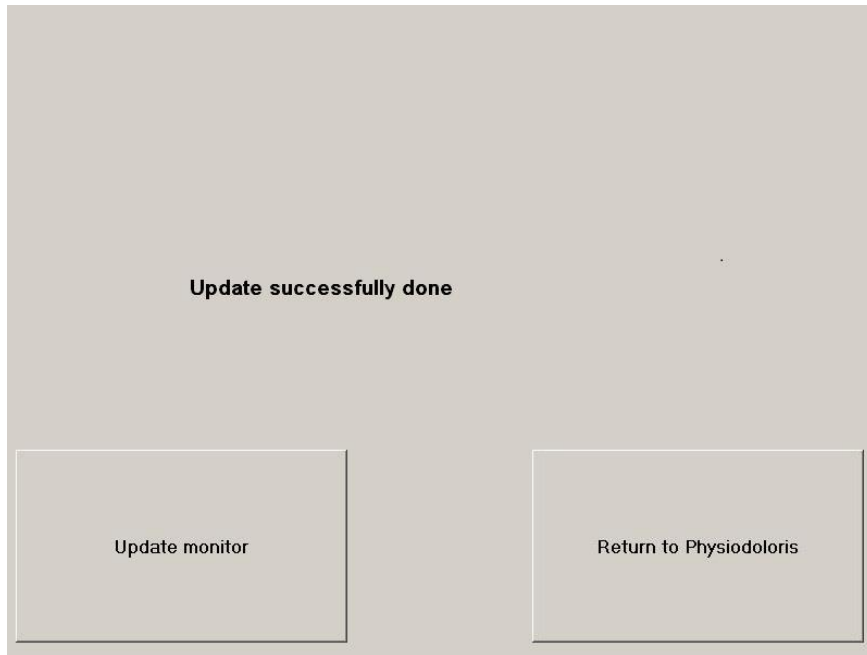 Update successfully done
Update monitor
Return to Physiodoloris